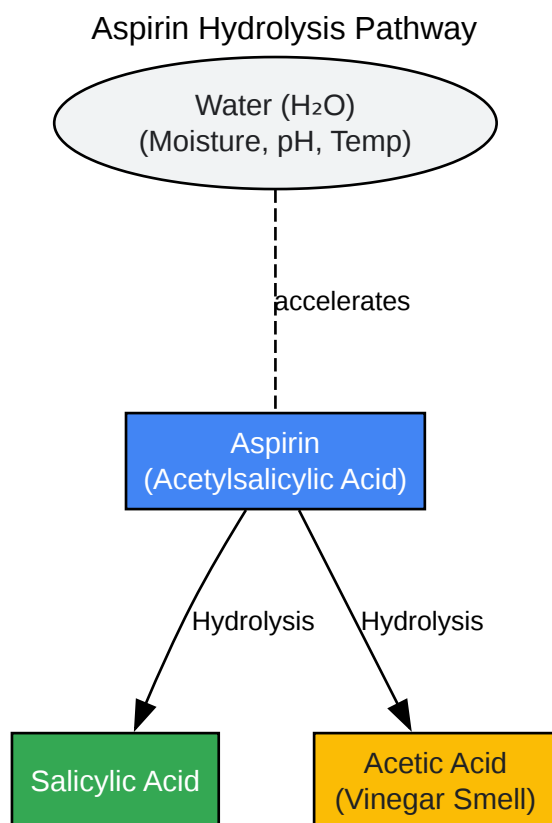 Aspirin Hydrolysis Pathway
Water (H₂O)
(Moisture, pH, Temp)
accelerates
Aspirin
(Acetylsalicylic Acid)
Hydrolysis
Hydrolysis
Salicylic Acid
Acetic Acid
(Vinegar Smell)